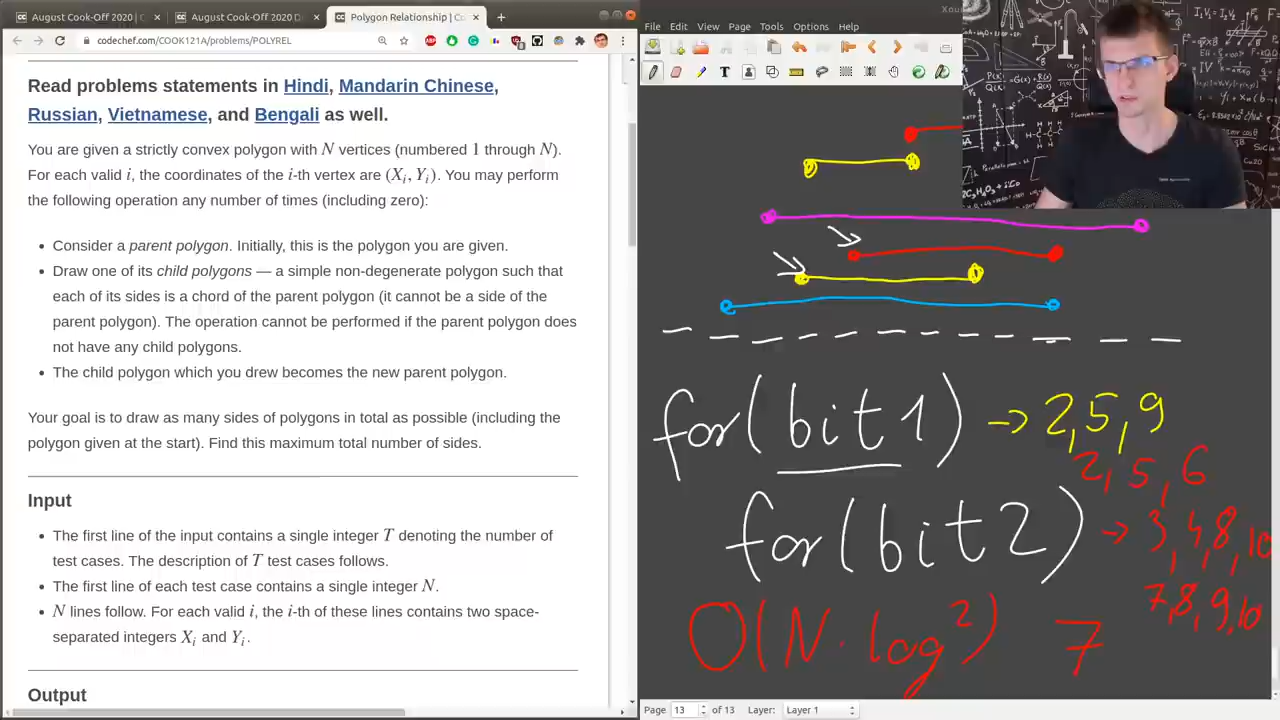 August Cook-Off 2020 |
August Cook-Off 2020 D
Polygon Relationship | Co
codechef.com/COOK121A/problems/POLYREL
Read problems statements in Hindi, Mandarin Chinese,
Russian, Vietnamese, and Bengali as well.
You are given a strictly convex polygon with N vertices (numbered 1 through N).
For each valid i, the coordinates of the i-th vertex are (Xᵢ, Yᵢ). You may perform
the following operation any number of times (including zero):
• Consider a parent polygon. Initially, this is the polygon you are given.
• Draw one of its child polygons — a simple non-degenerate polygon such that
each of its sides is a chord of the parent polygon (it cannot be a side of the
parent polygon). The operation cannot be performed if the parent polygon does
not have any child polygons.
• The child polygon which you drew becomes the new parent polygon.
Your goal is to draw as many sides of polygons in total as possible (including the
polygon given at the start). Find this maximum total number of sides.
Input
• The first line of the input contains a single integer T denoting the number of
test cases. The description of T test cases follows.
• The first line of each test case contains a single integer N.
• N lines follow. For each valid i, the i-th of these lines contains two space-
separated integers Xᵢ and Yᵢ.
Output
File Edit View Journal Page Tools Options Help
for(bit1) -> 2,5,9
2,5,6
for(bit2) -> 3,4,8,10
7,8,9,10
O(N·log²) 7
Page 13 of 13 Layer: Layer 1